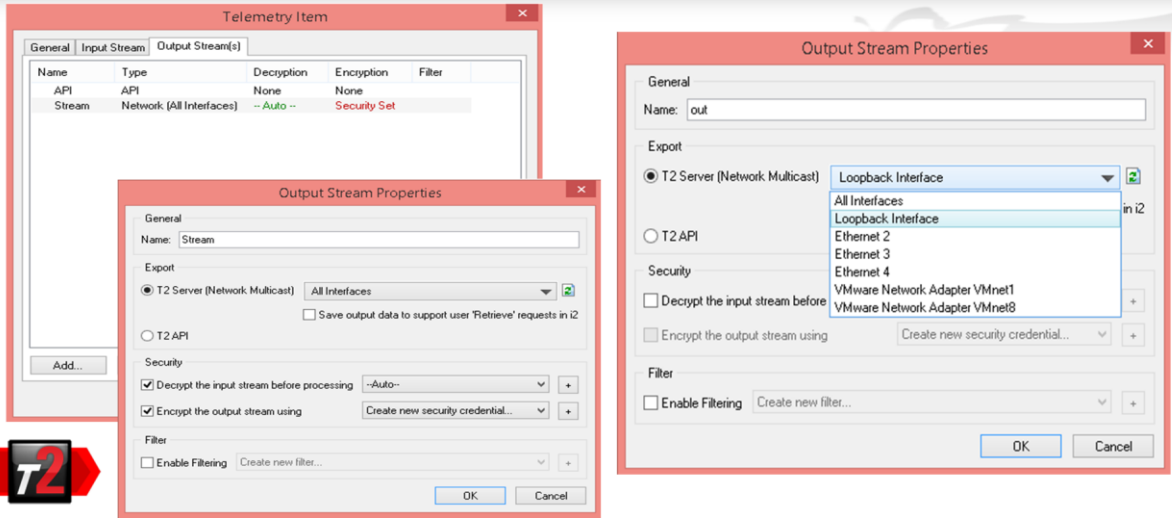 Telemetry Item
General Input Stream Output Stream(s)
Name Type Decryption Encryption Filter
API API None None
Stream Network (All Interfaces) -- Auto -- Security Set
Add...
Output Stream Properties
General
Name: Stream
Export
T2 Server (Network Multicast) All Interfaces
Save output data to support user 'Retrieve' requests in i2
T2 API
Security
Decrypt the input stream before processing --Auto-- +
Encrypt the output stream using Create new security credential... +
Filter
Enable Filtering Create new filter... +
OK Cancel
T2
Output Stream Properties
General
Name: out
Export
T2 Server (Network Multicast) Loopback Interface
All Interfaces
in i2
Loopback Interface
T2 API Ethernet 2
Ethernet 3
Security Ethernet 4
Decrypt the input stream before VMware Network Adapter VMnet1 +
VMware Network Adapter VMnet8
Encrypt the output stream using Create new security credential... +
Filter
Enable Filtering Create new filter... +
OK Cancel